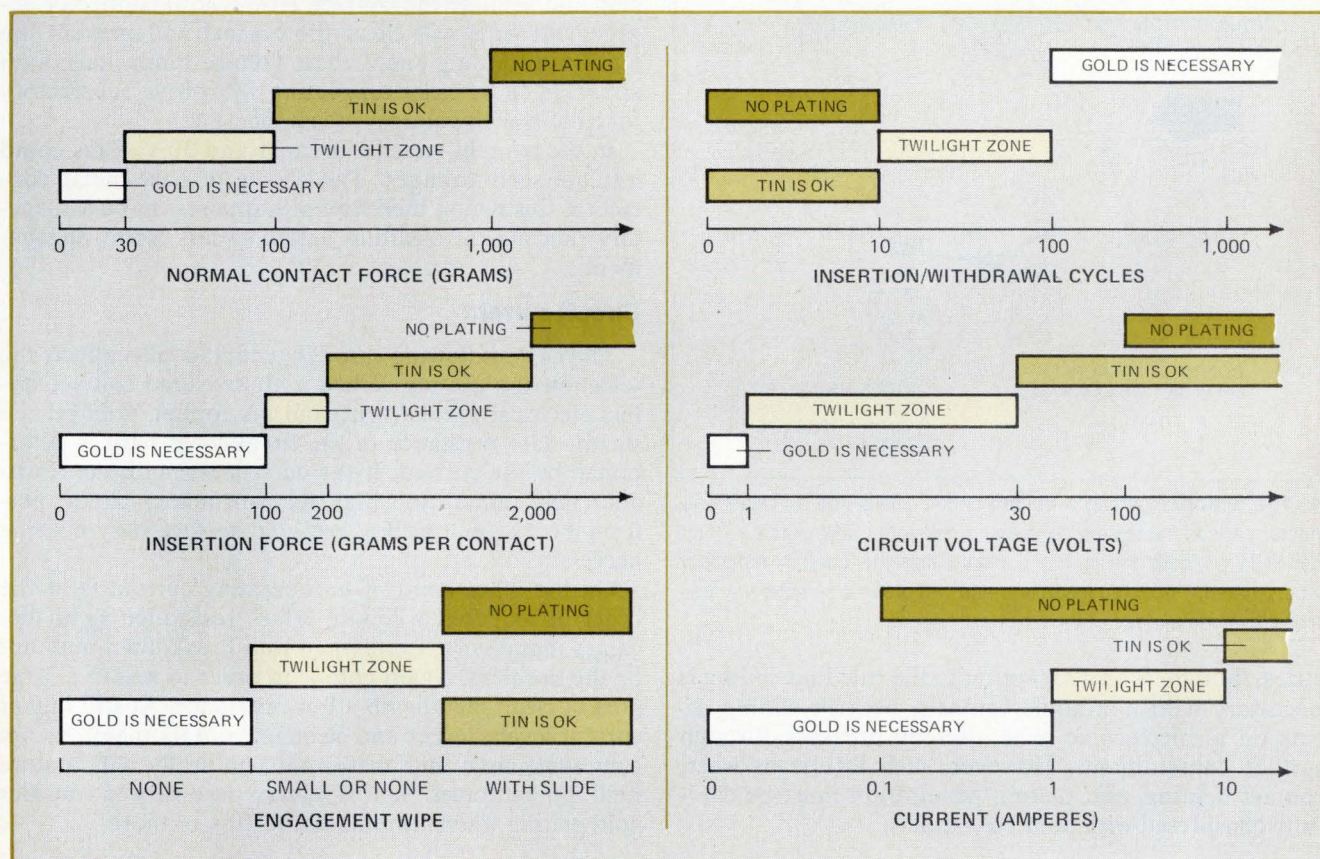 NO PLATING
TIN IS OK
TWILIGHT ZONE
GOLD IS NECESSARY
0 30 100 1,000
NORMAL CONTACT FORCE (GRAMS)
NO PLATING
TIN IS OK
TWILIGHT ZONE
GOLD IS NECESSARY
0 100 200 2,000
INSERTION FORCE (GRAMS PER CONTACT)
NO PLATING
TWILIGHT ZONE
GOLD IS NECESSARY
TIN IS OK
NONE SMALL OR NONE WITH SLIDE
ENGAGEMENT WIPE
GOLD IS NECESSARY
NO PLATING
TWILIGHT ZONE
TIN IS OK
0 10 100 1,000
INSERTION/WITHDRAWAL CYCLES
NO PLATING
TIN IS OK
TWILIGHT ZONE
GOLD IS NECESSARY
0 1 30 100
CIRCUIT VOLTAGE (VOLTS)
NO PLATING
TIN IS OK
TWILIGHT ZONE
GOLD IS NECESSARY
0 0.1 1 10
CURRENT (AMPERES)